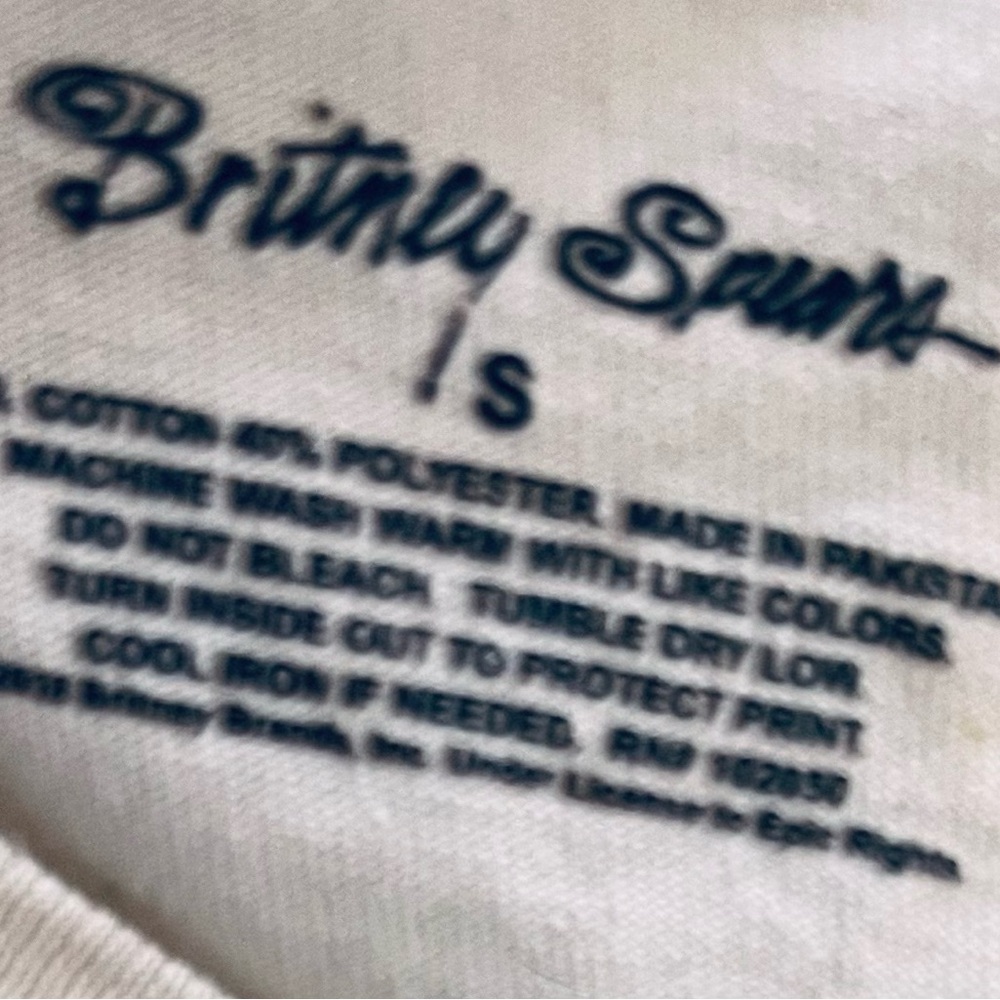 Britney Spears
S
COTTON 40% POLYESTER. MADE IN PAKISTA
MACHINE WASH WARM WITH LIKE COLORS.
DO NOT BLEACH. TUMBLE DRY LOW.
TURN INSIDE OUT TO PROTECT PRINT.
COOL IRON IF NEEDED. RN#
Britney Brands, Inc. Under License to Epic Rights.